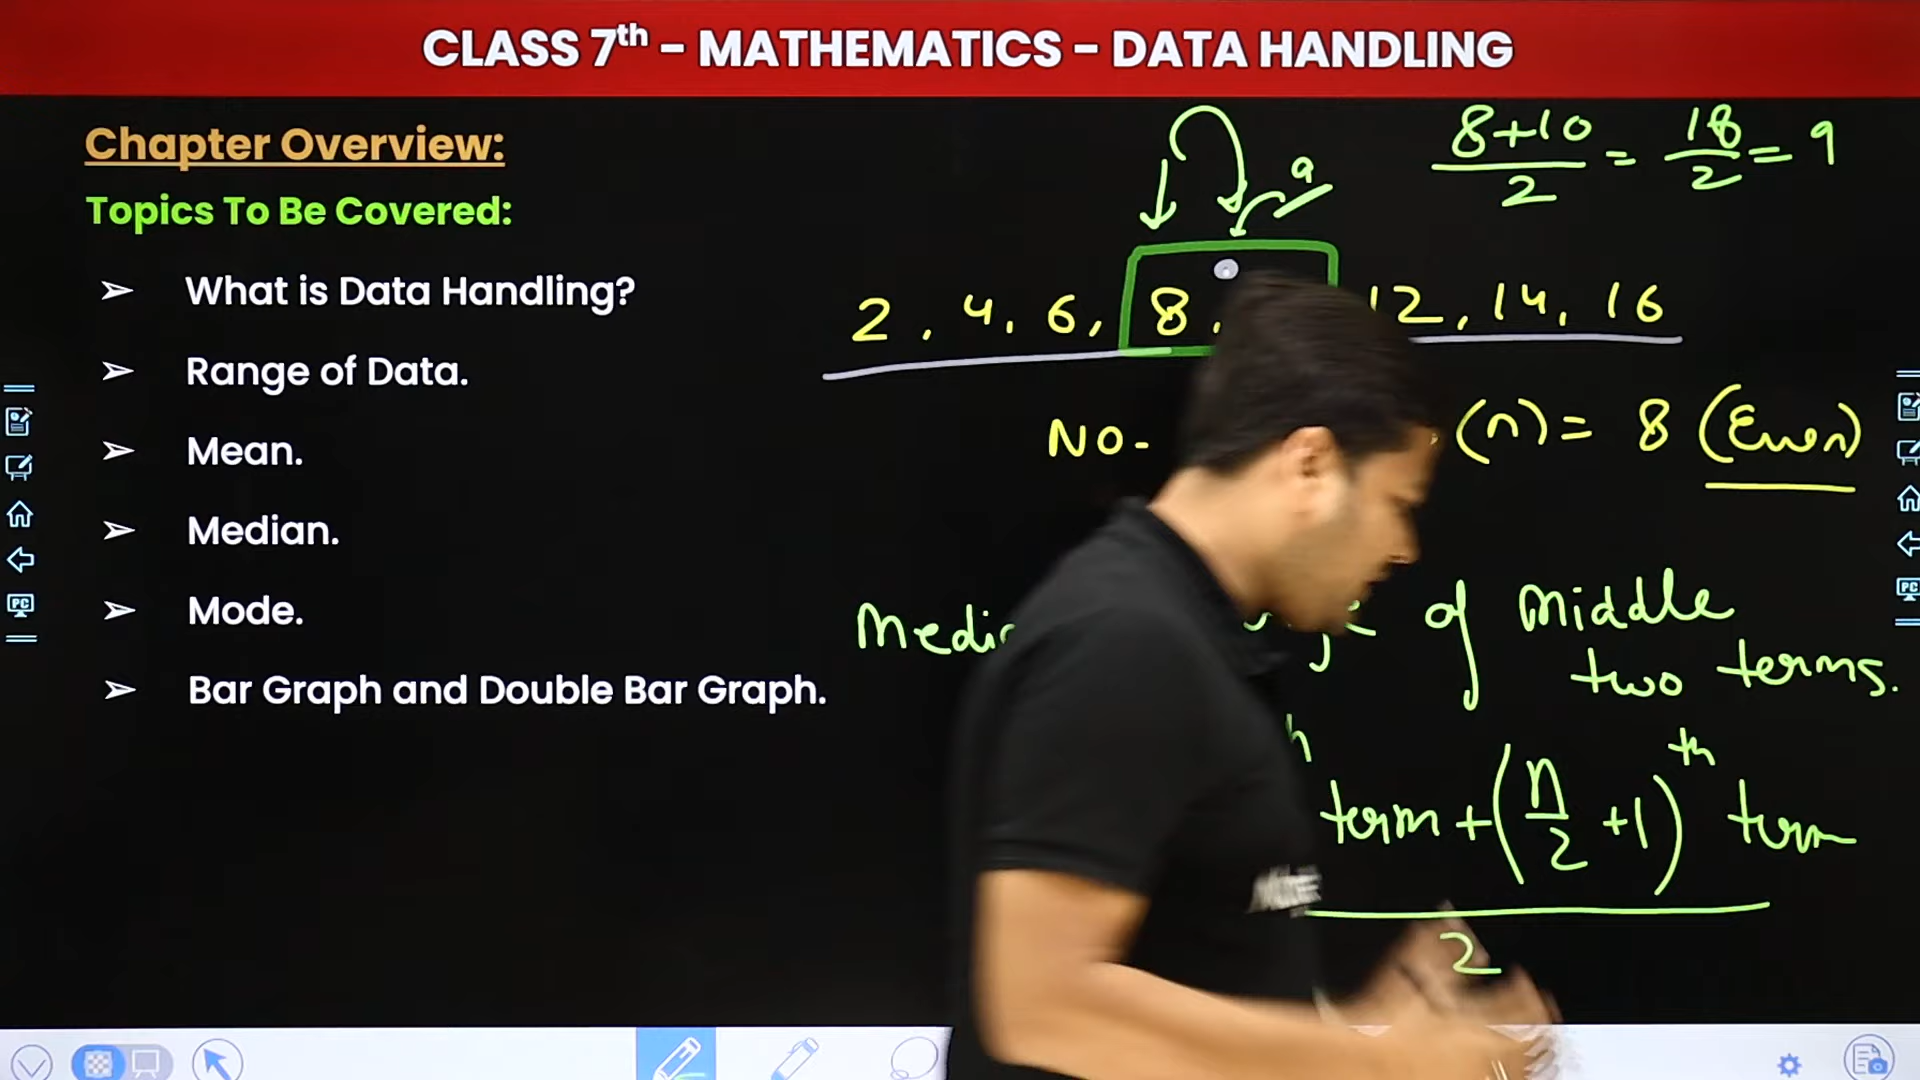 CLASS 7th - MATHEMATICS - DATA HANDLING
Chapter Overview:
Topics To Be Covered:
➢ What is Data Handling?
➢ Range of Data.
➢ Mean.
➢ Median.
➢ Mode.
➢ Bar Graph and Double Bar Graph.
8+10/2 = 18/2 = 9
9
2, 4, 6, 8, 12, 14, 16
NO- (n) = 8 (Even)
of Middle
two terms.
term + (n/2 + 1)th term
2
PC
PC